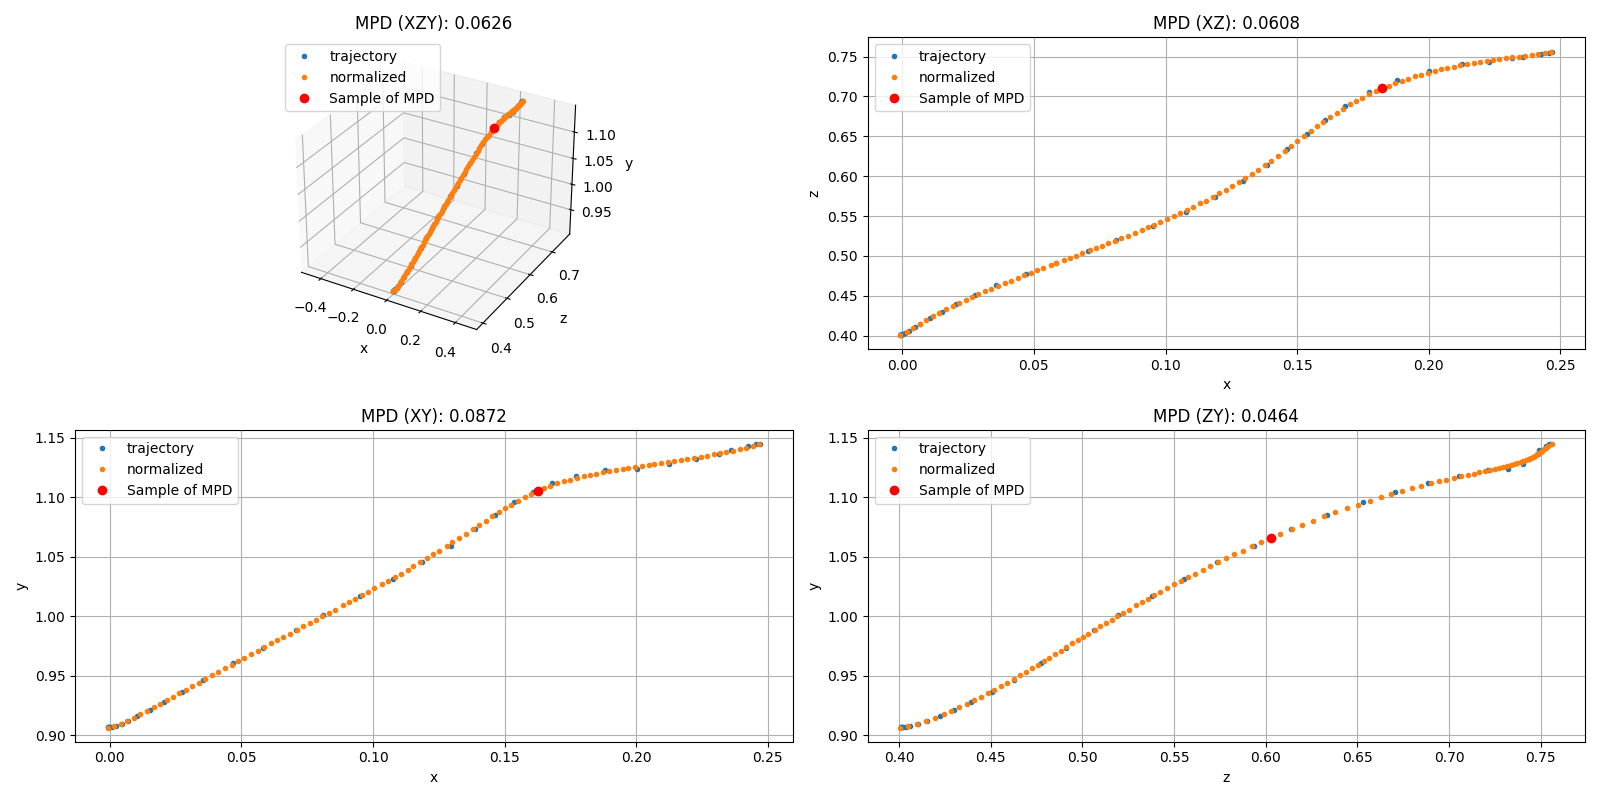 MPD (XZY): 0.0626
trajectory
normalized
Sample of MPD
1.10
1.05
1.00
0.95
y
0.7
0.6
0.5
0.4
z
−0.4
−0.2
0.0
0.2
0.4
x
MPD (XZ): 0.0608
trajectory
normalized
Sample of MPD
0.75
0.70
0.65
0.60
0.55
0.50
0.45
0.40
z
0.00 0.05 0.10 0.15 0.20 0.25
x
MPD (XY): 0.0872
trajectory
normalized
Sample of MPD
1.15
1.10
1.05
1.00
0.95
0.90
y
0.00 0.05 0.10 0.15 0.20 0.25
x
MPD (ZY): 0.0464
trajectory
normalized
Sample of MPD
1.15
1.10
1.05
1.00
0.95
0.90
y
0.40 0.45 0.50 0.55 0.60 0.65 0.70 0.75
z